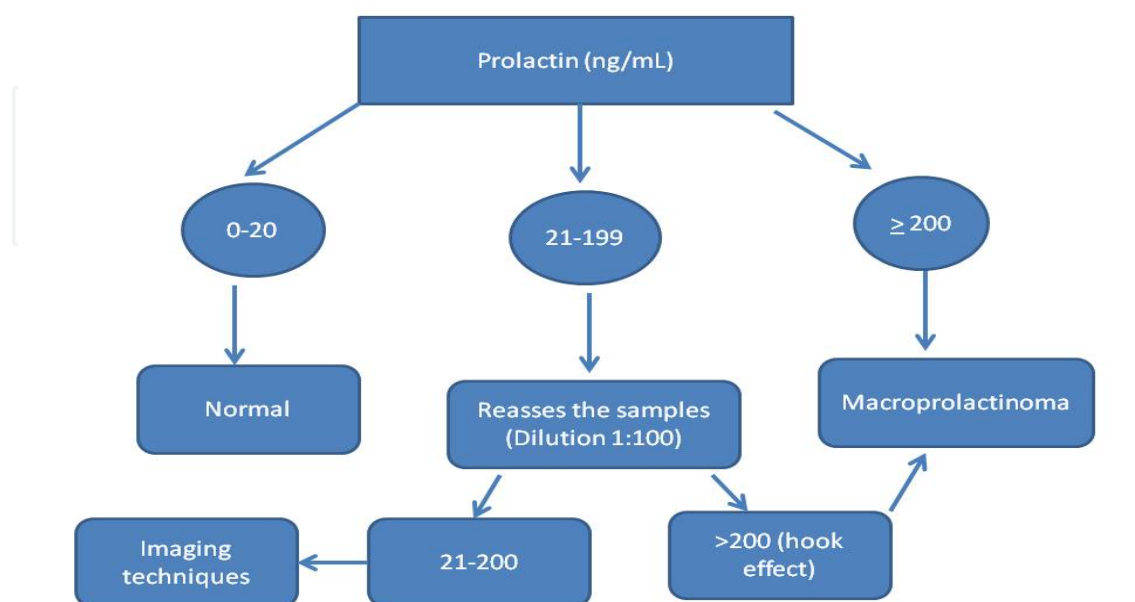 Prolactin (ng/mL)
0-20
21-199
≥ 200
Normal
Reasses the samples
(Dilution 1:100)
Macroprolactinoma
Imaging
techniques
21-200
>200 (hook
effect)